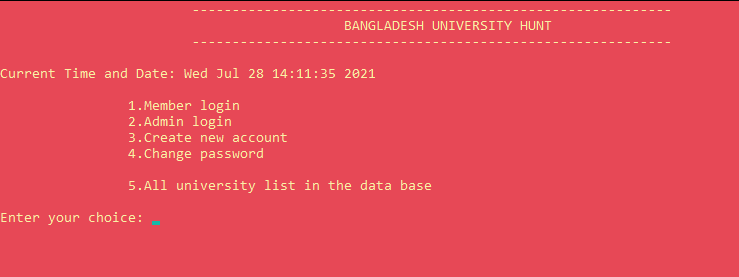 ------------------------------------------------------------
BANGLADESH UNIVERSITY HUNT
------------------------------------------------------------
Current Time and Date: Wed Jul 28 14:11:35 2021
1.Member login
2.Admin login
3.Create new account
4.Change password
5.All university list in the data base
Enter your choice: